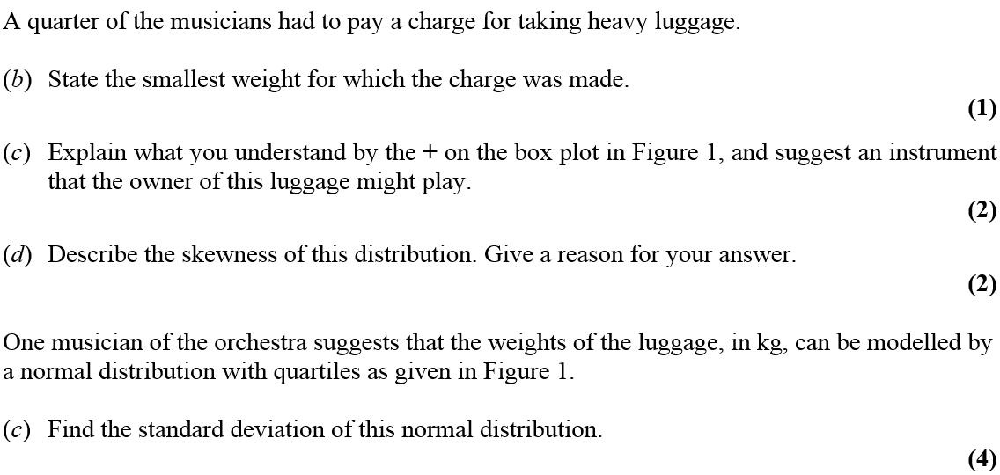 A quarter of the musicians had to pay a charge for taking heavy luggage.
(b) State the smallest weight for which the charge was made.
(1)
(c) Explain what you understand by the + on the box plot in Figure 1, and suggest an instrument
that the owner of this luggage might play.
(2)
(d) Describe the skewness of this distribution. Give a reason for your answer.
(2)
One musician of the orchestra suggests that the weights of the luggage, in kg, can be modelled by
a normal distribution with quartiles as given in Figure 1.
(c) Find the standard deviation of this normal distribution.
(4)